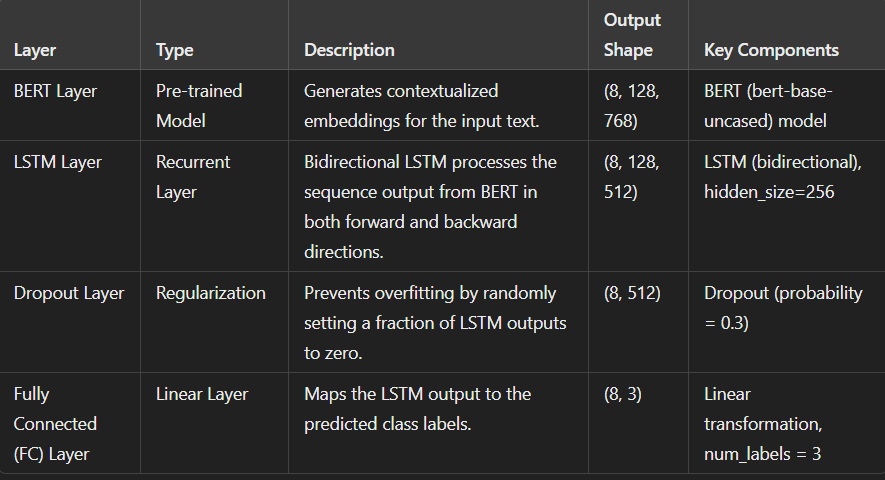 Layer Type Description Output Shape Key Components
BERT Layer Pre-trained Model Generates contextualized embeddings for the input text. (8, 128, 768) BERT (bert-base-uncased) model
LSTM Layer Recurrent Layer Bidirectional LSTM processes the sequence output from BERT in both forward and backward directions. (8, 128, 512) LSTM (bidirectional), hidden_size=256
Dropout Layer Regularization Prevents overfitting by randomly setting a fraction of LSTM outputs to zero. (8, 512) Dropout (probability = 0.3)
Fully Connected (FC) Layer Linear Layer Maps the LSTM output to the predicted class labels. (8, 3) Linear transformation, num_labels = 3